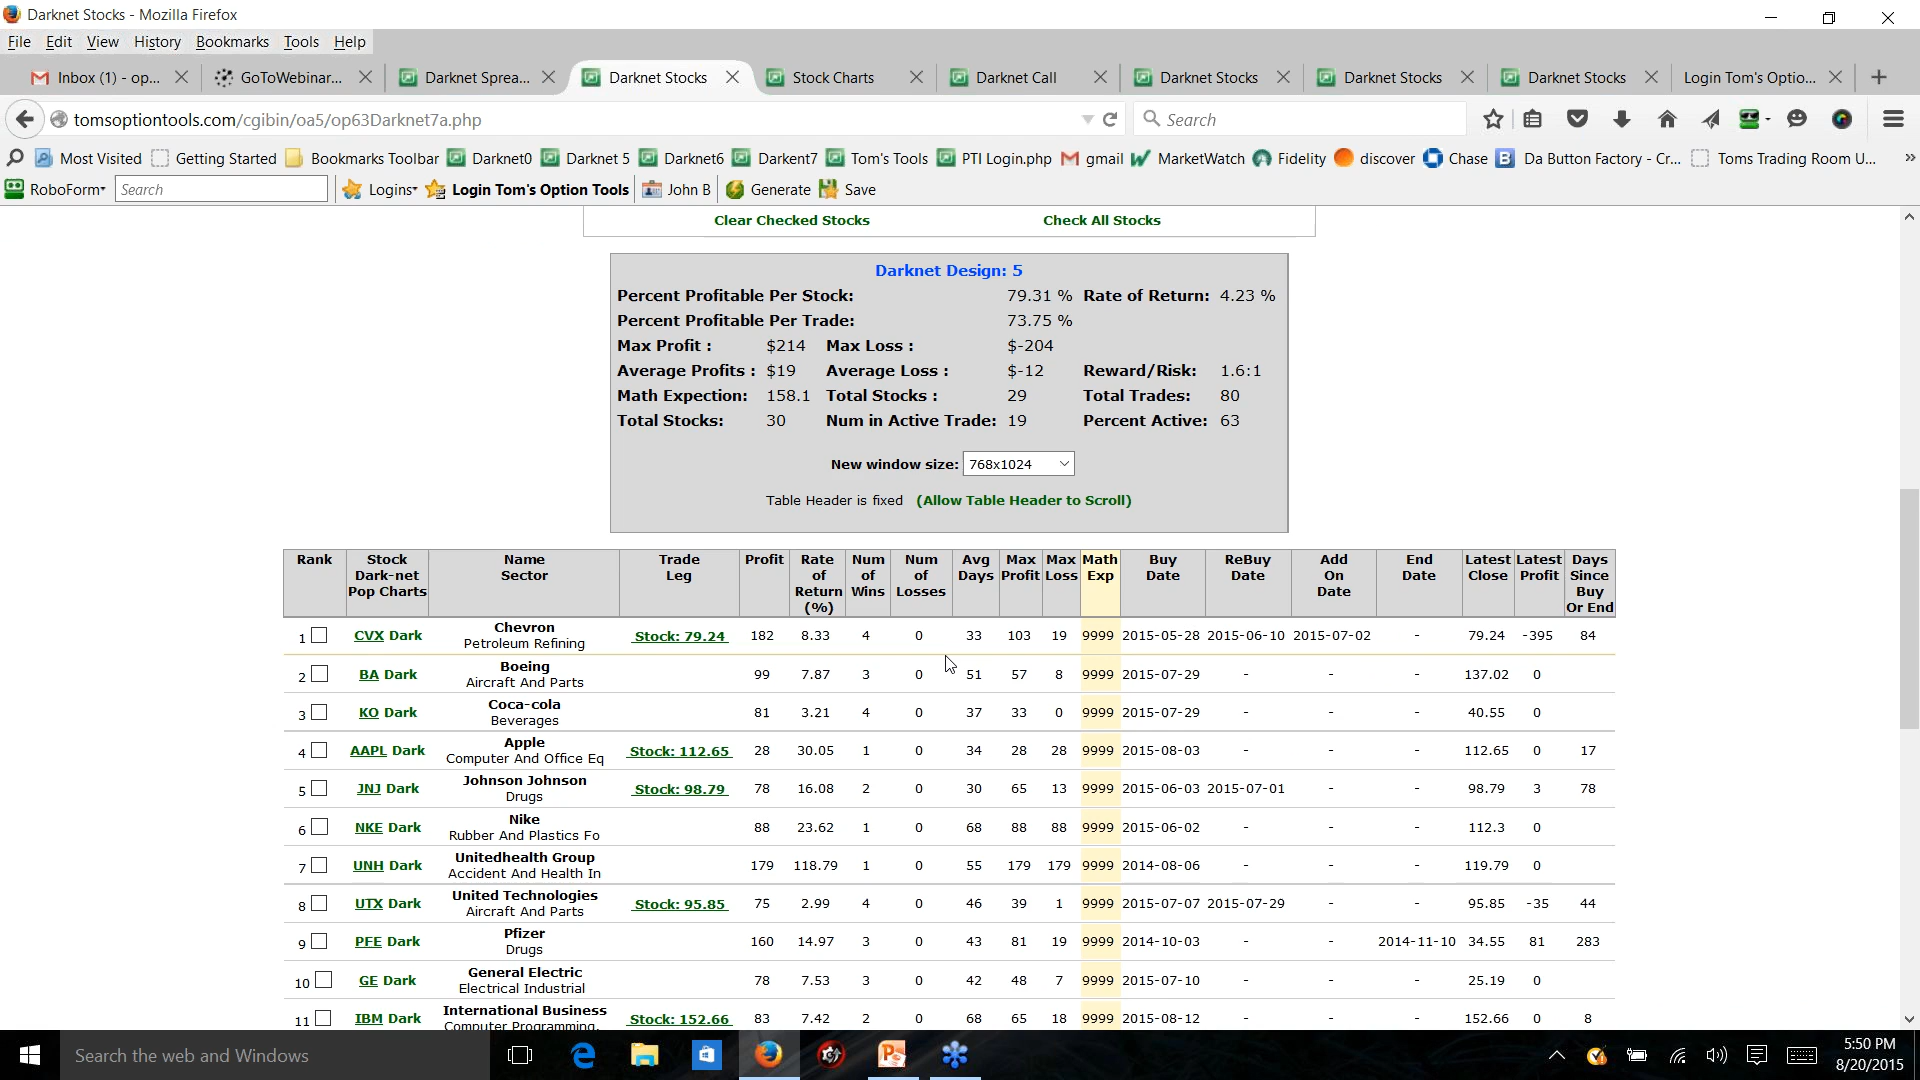 Darknet Stocks - Mozilla Firefox
File Edit View History Bookmarks Tools Help
Inbox (1) - op... GoToWebinar... Darknet Sprea... Darknet Stocks Stock Charts Darknet Call Darknet Stocks Darknet Stocks Darknet Stocks Login Tom's Optio...
tomsoptiontools.com/cgibin/oa5/op63Darknet7a.php Search
Most Visited Getting Started Bookmarks Toolbar Darknet0 Darknet 5 Darknet6 Darkent7 Tom's Tools PTI Login.php gmail MarketWatch Fidelity discover Chase Da Button Factory - Cr... Toms Trading Room U... »
RoboForm Search Logins Login Tom's Option Tools John B Generate Save
Clear Checked Stocks Check All Stocks
Darknet Design: 5
Percent Profitable Per Stock: 79.31 % Rate of Return: 4.23 %
Percent Profitable Per Trade: 73.75 %
Max Profit : $214 Max Loss : $-204
Average Profits : $19 Average Loss : $-12 Reward/Risk: 1.6:1
Math Expection: 158.1 Total Stocks : 29 Total Trades: 80
Total Stocks: 30 Num in Active Trade: 19 Percent Active: 63
New window size: 768x1024
Table Header is fixed (Allow Table Header to Scroll)
Rank Stock Dark-net Pop Charts Name Sector Trade Leg Profit Rate of Return (%) Num of Wins Num of Losses Avg Days Max Profit Max Loss Math Exp Buy Date ReBuy Date Add On Date End Date Latest Close Latest Profit Days Since Buy Or End
1 CVX Dark Chevron Petroleum Refining Stock: 79.24 182 8.33 4 0 33 103 19 9999 2015-05-28 2015-06-10 2015-07-02 - 79.24 -395 84
2 BA Dark Boeing Aircraft And Parts 99 7.87 3 0 51 57 8 9999 2015-07-29 - - - 137.02 0
3 KO Dark Coca-cola Beverages 81 3.21 4 0 37 33 0 9999 2015-07-29 - - - 40.55 0
4 AAPL Dark Apple Computer And Office Eq Stock: 112.65 28 30.05 1 0 34 28 28 9999 2015-08-03 - - - 112.65 0 17
5 JNJ Dark Johnson Johnson Drugs Stock: 98.79 78 16.08 2 0 30 65 13 9999 2015-06-03 2015-07-01 - - 98.79 3 78
6 NKE Dark Nike Rubber And Plastics Fo 88 23.62 1 0 68 88 88 9999 2015-06-02 - - - 112.3 0
7 UNH Dark Unitedhealth Group Accident And Health In 179 118.79 1 0 55 179 179 9999 2014-08-06 - - - 119.79 0
8 UTX Dark United Technologies Aircraft And Parts Stock: 95.85 75 2.99 4 0 46 39 1 9999 2015-07-07 2015-07-29 - - 95.85 -35 44
9 PFE Dark Pfizer Drugs 160 14.97 3 0 43 81 19 9999 2014-10-03 - - 2014-11-10 34.55 81 283
10 GE Dark General Electric Electrical Industrial 78 7.53 3 0 42 48 7 9999 2015-07-10 - - - 25.19 0
11 IBM Dark International Business Computer Programming, Stock: 152.66 83 7.42 2 0 68 65 18 9999 2015-08-12 - - - 152.66 0 8
Search the web and Windows
5:50 PM
8/20/2015